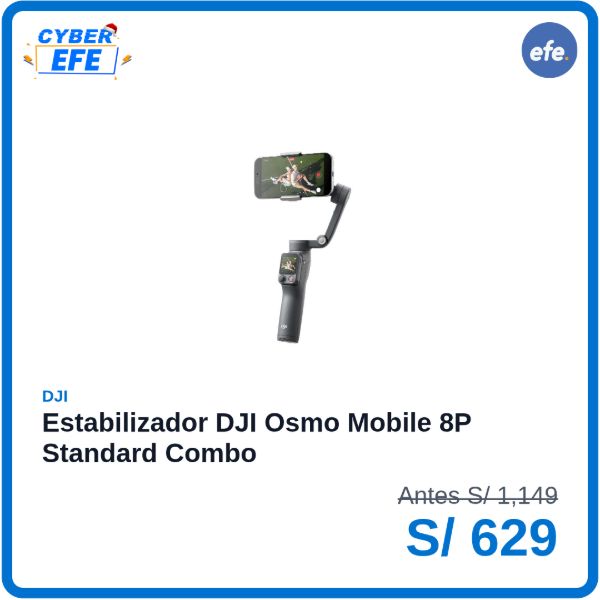 CYBER
EFE
efe.
DJI
Estabilizador DJI Osmo Mobile 8P
Standard Combo
Antes S/ 1,149
S/ 629